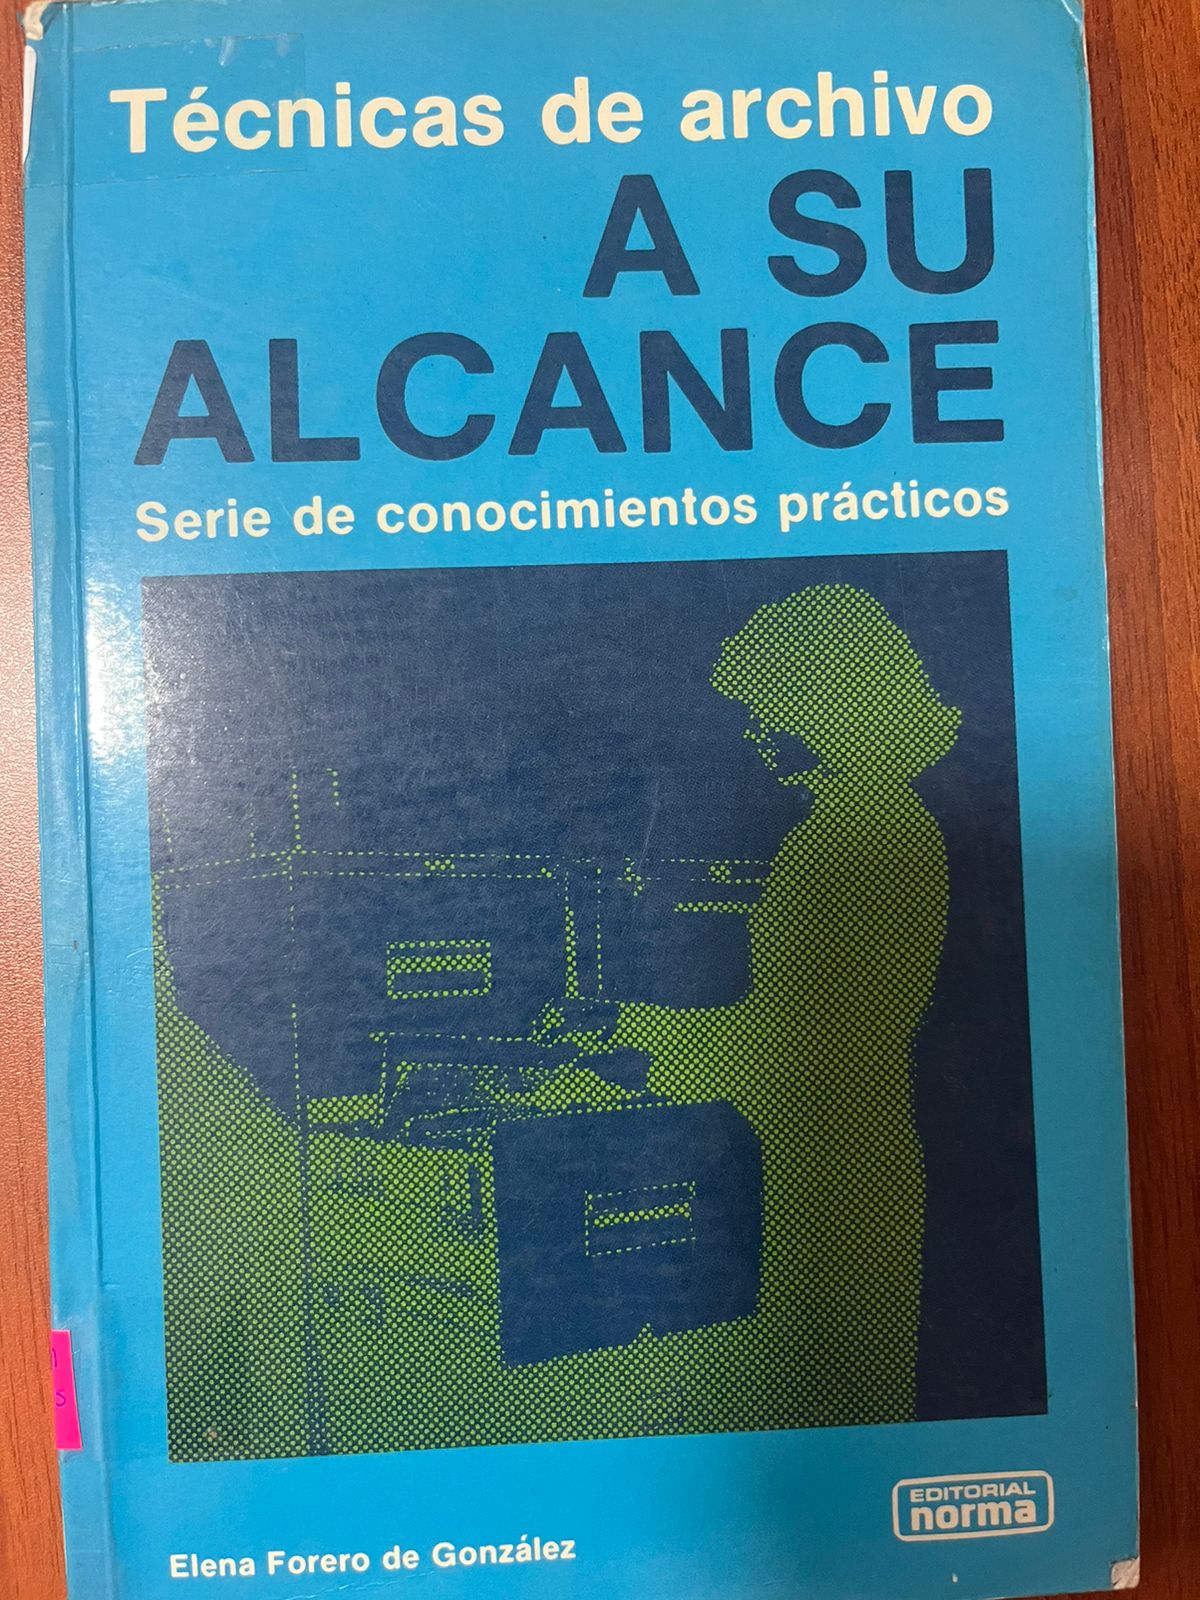 Técnicas de archivo
A SU
ALCANCE
Serie de conocimientos prácticos
EDITORIAL
norma
Elena Forero de González